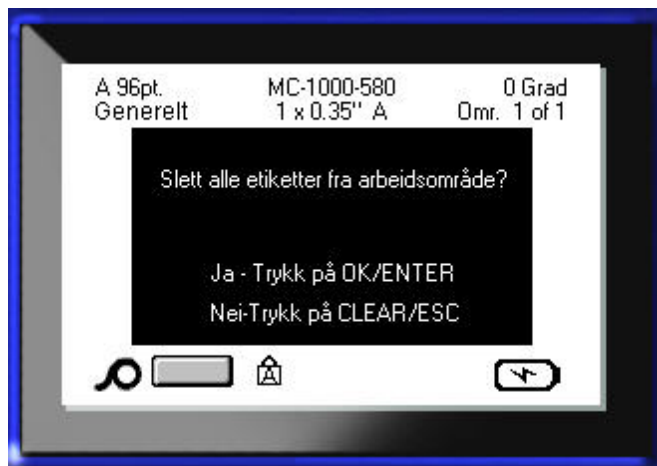 A 96pt. MC-1000-580 0 Grad
Generelt 1 x 0.35" A Omr. 1 of 1
Slett alle etiketter fra arbeidsområde?
Ja - Trykk på OK/ENTER
Nei-Trykk på CLEAR/ESC
A